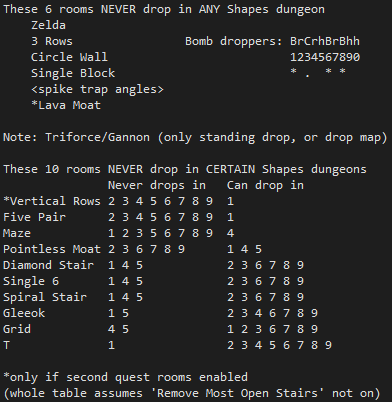 These 6 rooms NEVER drop in ANY Shapes dungeon
    Zelda
    3 Rows             Bomb droppers: BrCrhBrBhh
    Circle Wall                       1234567890
    Single Block                      * .  * *
    <spike trap angles>
    *Lava Moat

Note: Triforce/Gannon (only standing drop, or drop map)

These 10 rooms NEVER drop in CERTAIN Shapes dungeons
               Never drops in   Can drop in
*Vertical Rows 2 3 4 5 6 7 8 9  1
Five Pair      2 3 4 5 6 7 8 9  1
Maze           1 2 3 5 6 7 8 9  4
Pointless Moat 2 3 6 7 8 9      1 4 5
Diamond Stair  1 4 5            2 3 6 7 8 9
Single 6       1 4 5            2 3 6 7 8 9
Spiral Stair   1 4 5            2 3 6 7 8 9
Gleeok         1 5              2 3 4 6 7 8 9
Grid           4 5              1 2 3 6 7 8 9
T              1                2 3 4 5 6 7 8 9

*only if second quest rooms enabled
(whole table assumes 'Remove Most Open Stairs' not on)